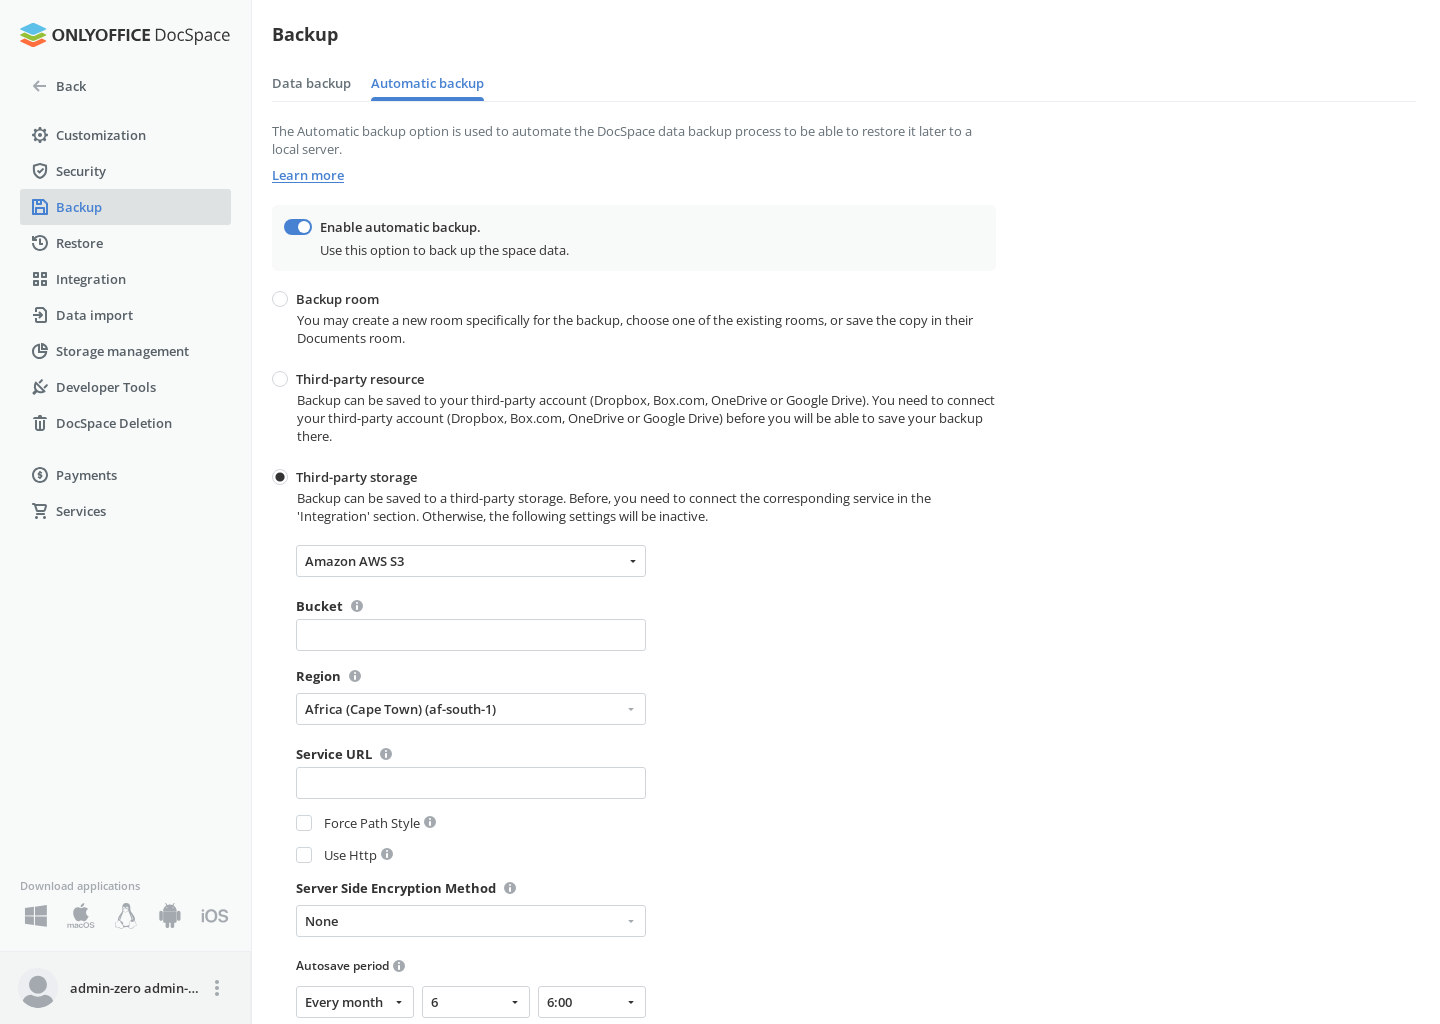 ONLYOFFICE DocSpace
Back
Customization
Security
Backup
Restore
Integration
Data import
Storage management
Developer Tools
DocSpace Deletion
Payments
Services
Download applications
macOS
iOS
admin-zero admin-...
Backup
Data backup
Automatic backup
The Automatic backup option is used to automate the DocSpace data backup process to be able to restore it later to a
local server.
Learn more
Enable automatic backup.
Use this option to back up the space data.
Backup room
You may create a new room specifically for the backup, choose one of the existing rooms, or save the copy in their
Documents room.
Third-party resource
Backup can be saved to your third-party account (Dropbox, Box.com, OneDrive or Google Drive). You need to connect
your third-party account (Dropbox, Box.com, OneDrive or Google Drive) before you will be able to save your backup
there.
Third-party storage
Backup can be saved to a third-party storage. Before, you need to connect the corresponding service in the
'Integration' section. Otherwise, the following settings will be inactive.
Amazon AWS S3
Bucket
Region
Africa (Cape Town) (af-south-1)
Service URL
Force Path Style
Use Http
Server Side Encryption Method
None
Autosave period
Every month
6
6:00